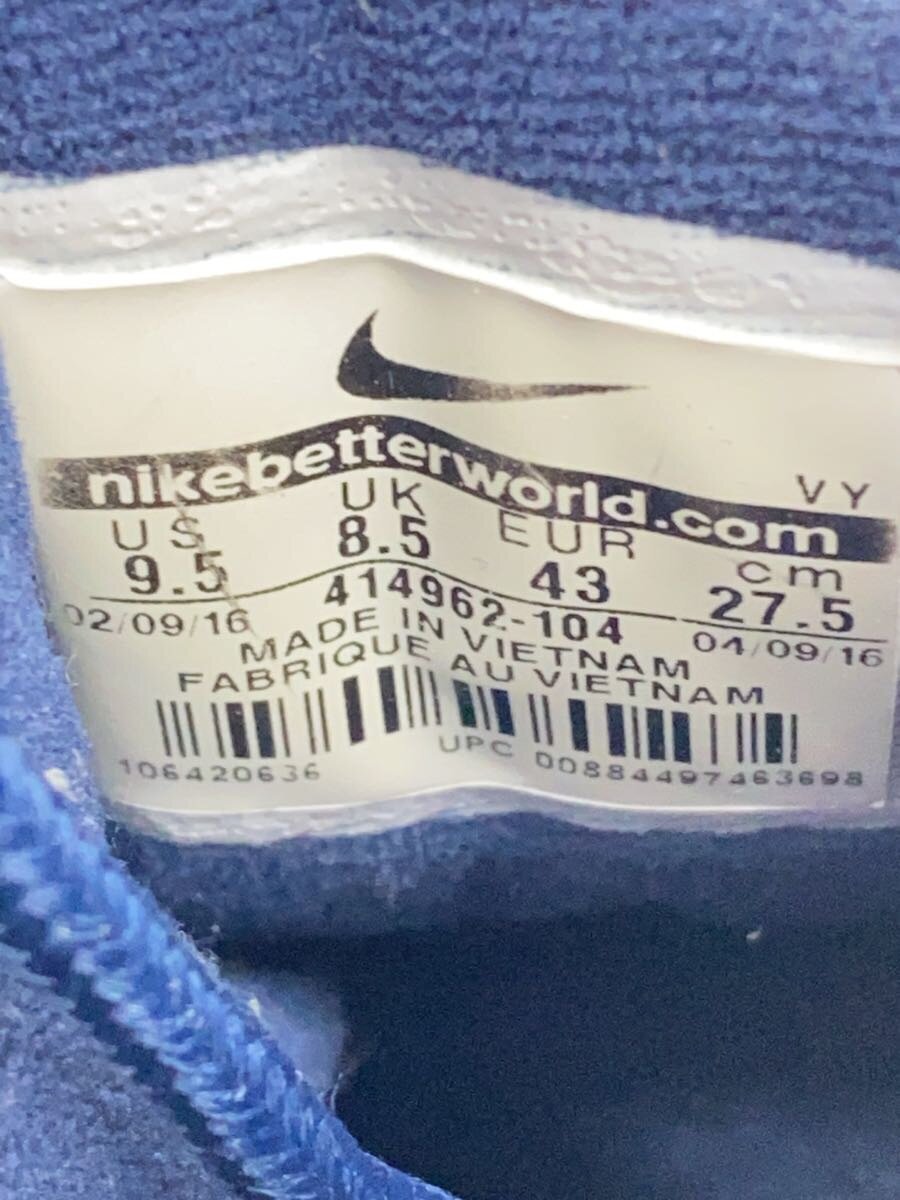 nikebetterworld.com
VY
US UK EUR cm
9.5 8.5 43 27.5
02/09/16 414962-104 04/09/16
MADE IN VIETNAM
FABRIQUE AU VIETNAM
106420636 UPC 00884497463698